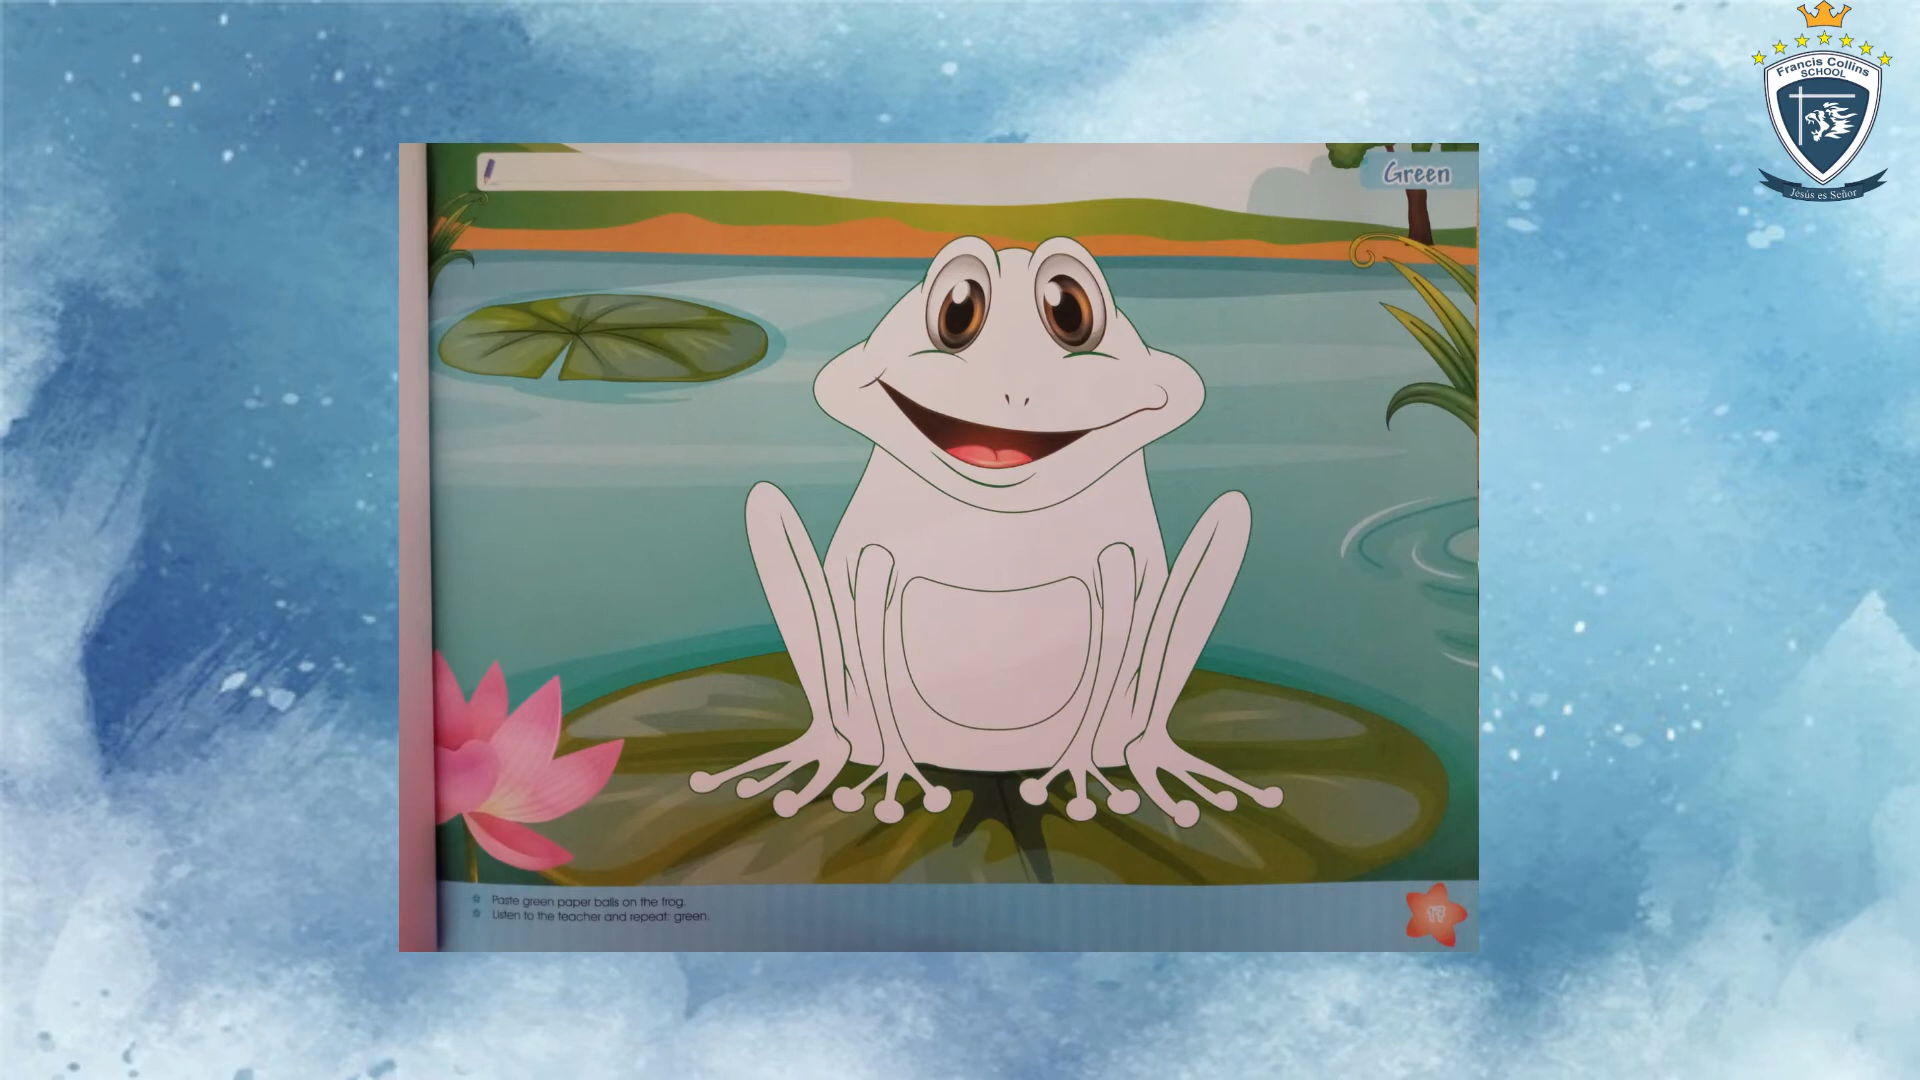 Francis Collins
SCHOOL
Jesús es Señor
Green
Paste green paper balls on the frog.
Listen to the teacher and repeat: green.
17